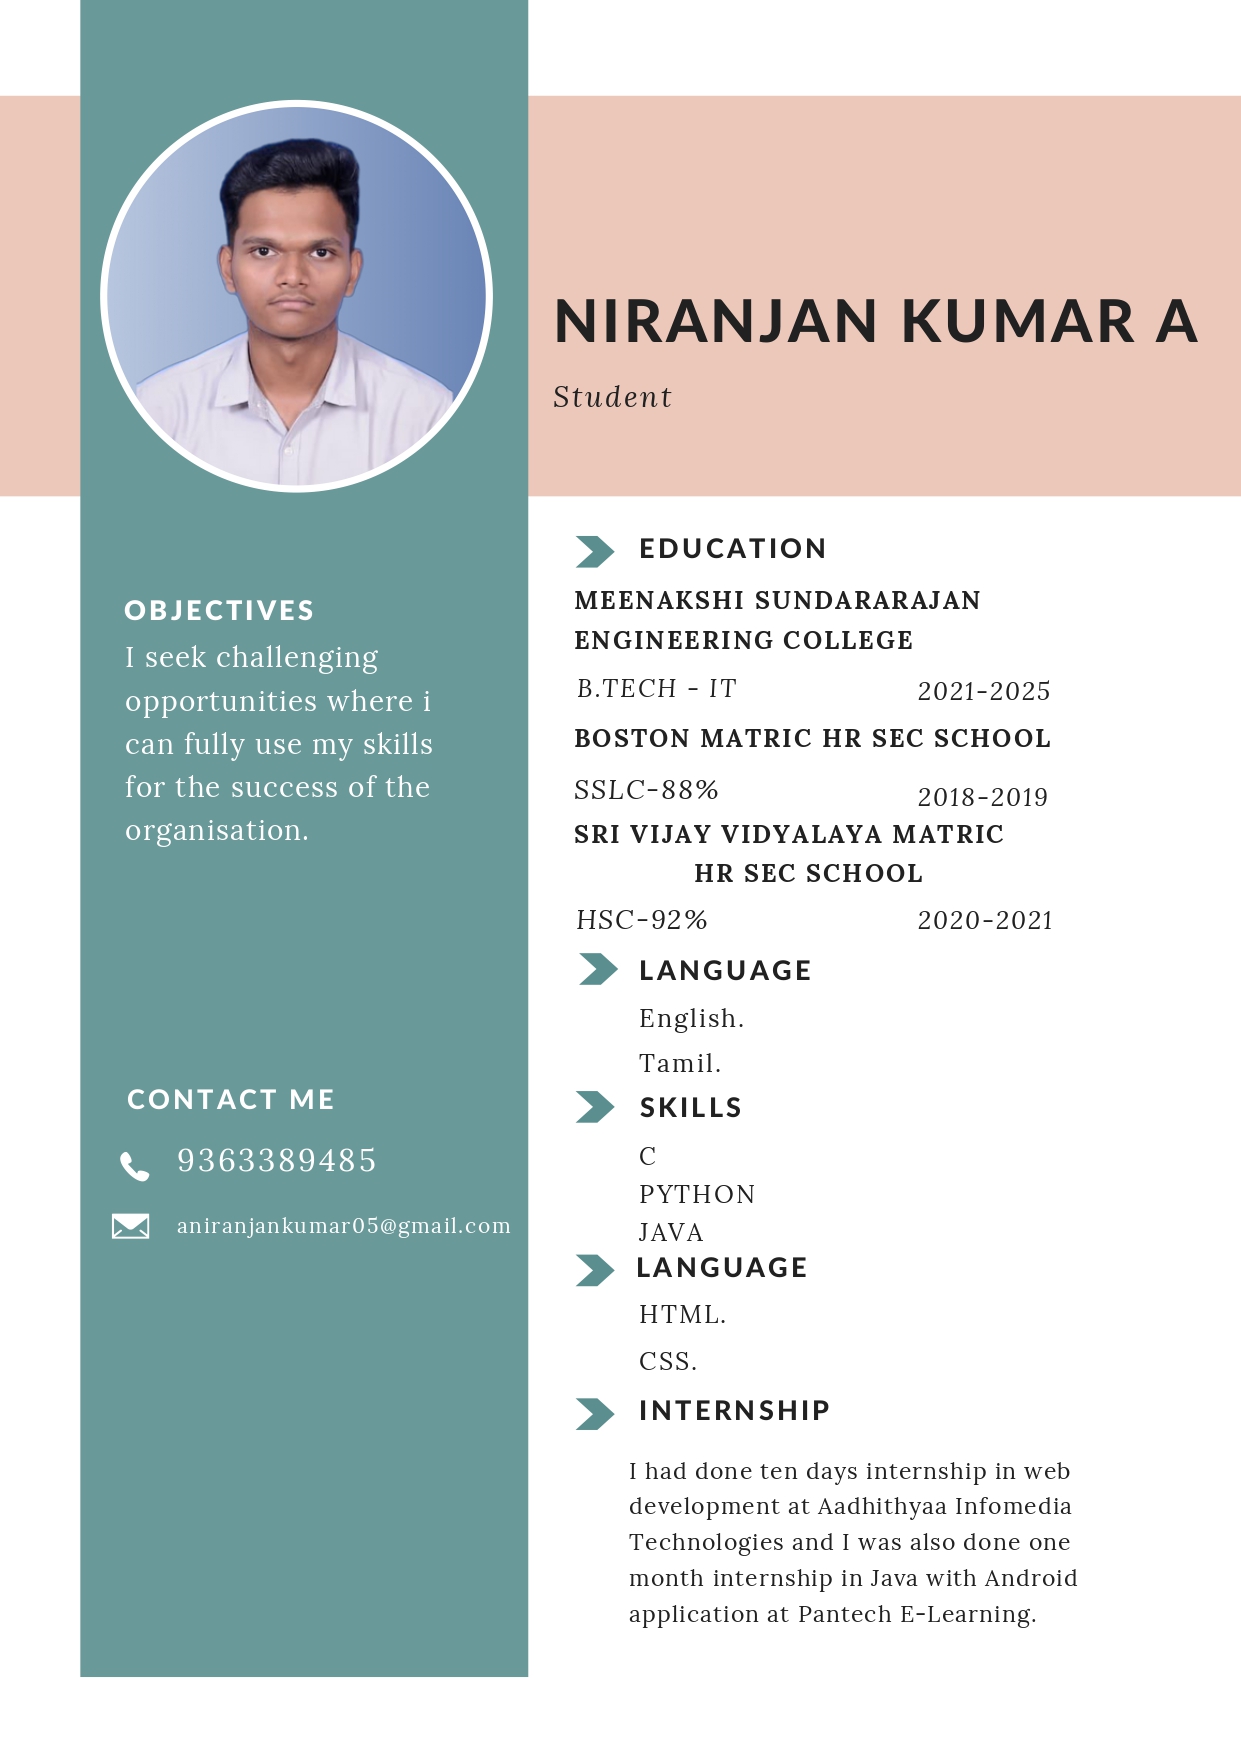 NIRANJAN KUMAR A
Student
OBJECTIVES
I seek challenging
opportunities where i
can fully use my skills
for the success of the
organisation.
CONTACT ME
9363389485
aniranjankumar05@gmail.com
EDUCATION
MEENAKSHI SUNDARARAJAN
ENGINEERING COLLEGE
B.TECH - IT 2021-2025
BOSTON MATRIC HR SEC SCHOOL
SSLC-88% 2018-2019
SRI VIJAY VIDYALAYA MATRIC
HR SEC SCHOOL
HSC-92% 2020-2021
LANGUAGE
English.
Tamil.
SKILLS
C
PYTHON
JAVA
LANGUAGE
HTML.
CSS.
INTERNSHIP
I had done ten days internship in web
development at Aadhithyaa Infomedia
Technologies and I was also done one
month internship in Java with Android
application at Pantech E-Learning.